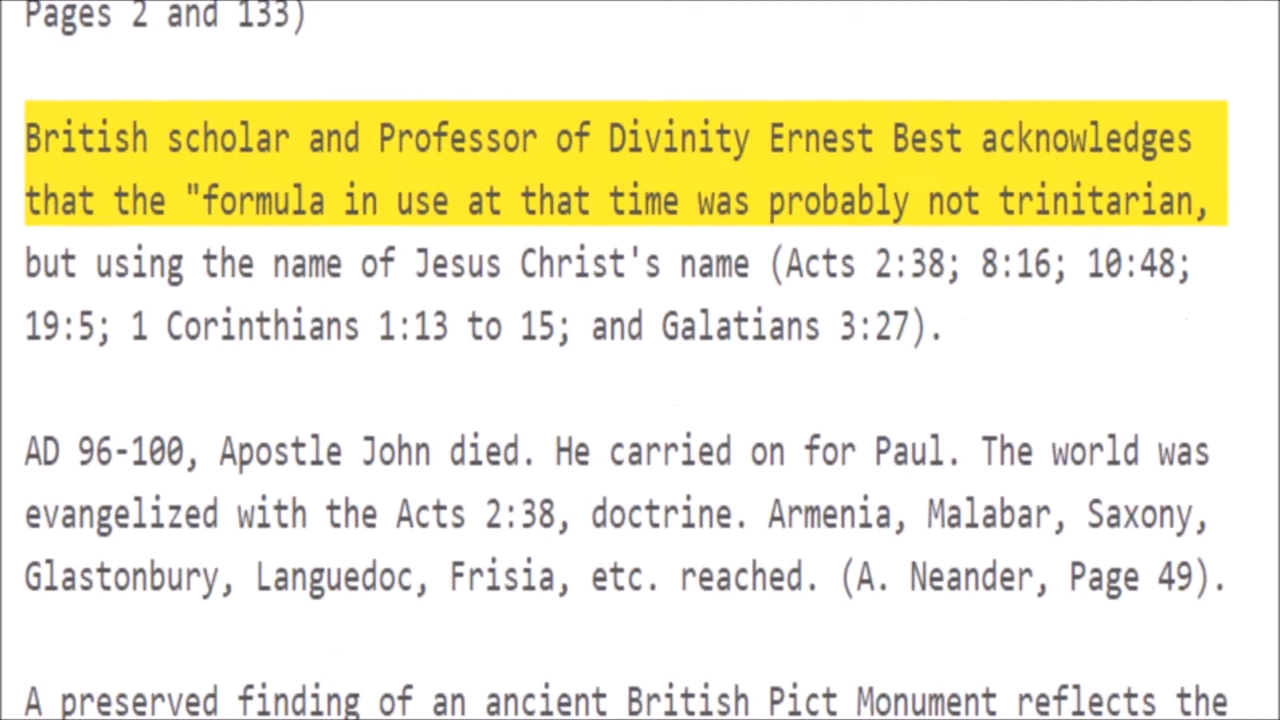 Pages 2 and 133)
British scholar and Professor of Divinity Ernest Best acknowledges
that the "formula in use at that time was probably not trinitarian,
but using the name of Jesus Christ's name (Acts 2:38; 8:16; 10:48;
19:5; 1 Corinthians 1:13 to 15; and Galatians 3:27).
AD 96-100, Apostle John died. He carried on for Paul. The world was
evangelized with the Acts 2:38, doctrine. Armenia, Malabar, Saxony,
Glastonbury, Languedoc, Frisia, etc. reached. (A. Neander, Page 49).
A preserved finding of an ancient British Pict Monument reflects the